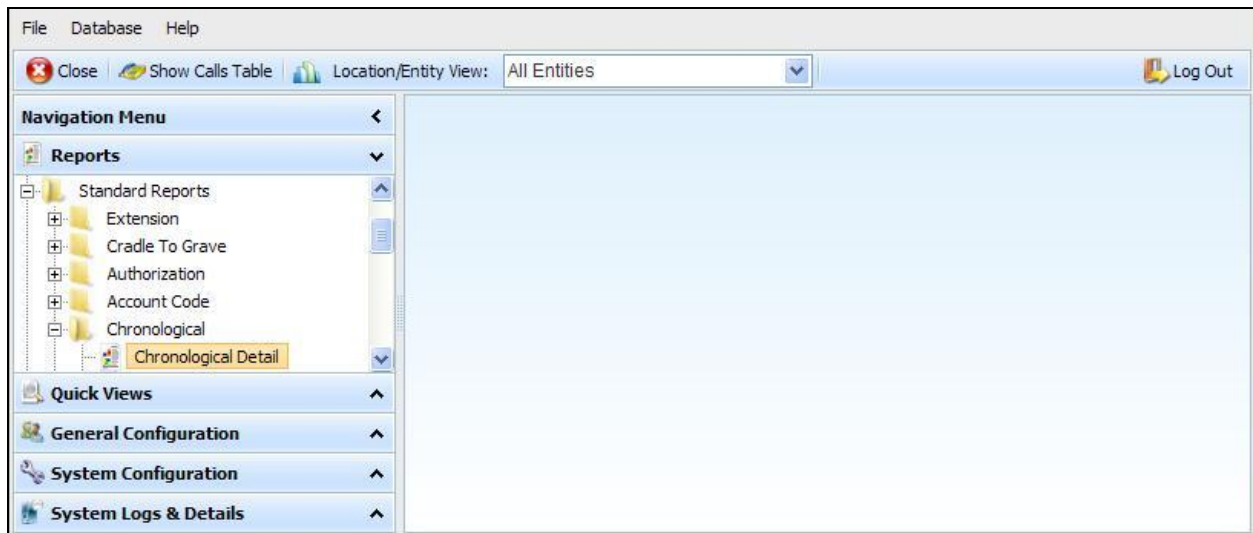 File Database Help
Close Show Calls Table Location/Entity View: All Entities Log Out
Navigation Menu
Reports
Standard Reports
Extension
Cradle To Grave
Authorization
Account Code
Chronological
Chronological Detail
Quick Views
General Configuration
System Configuration
System Logs & Details